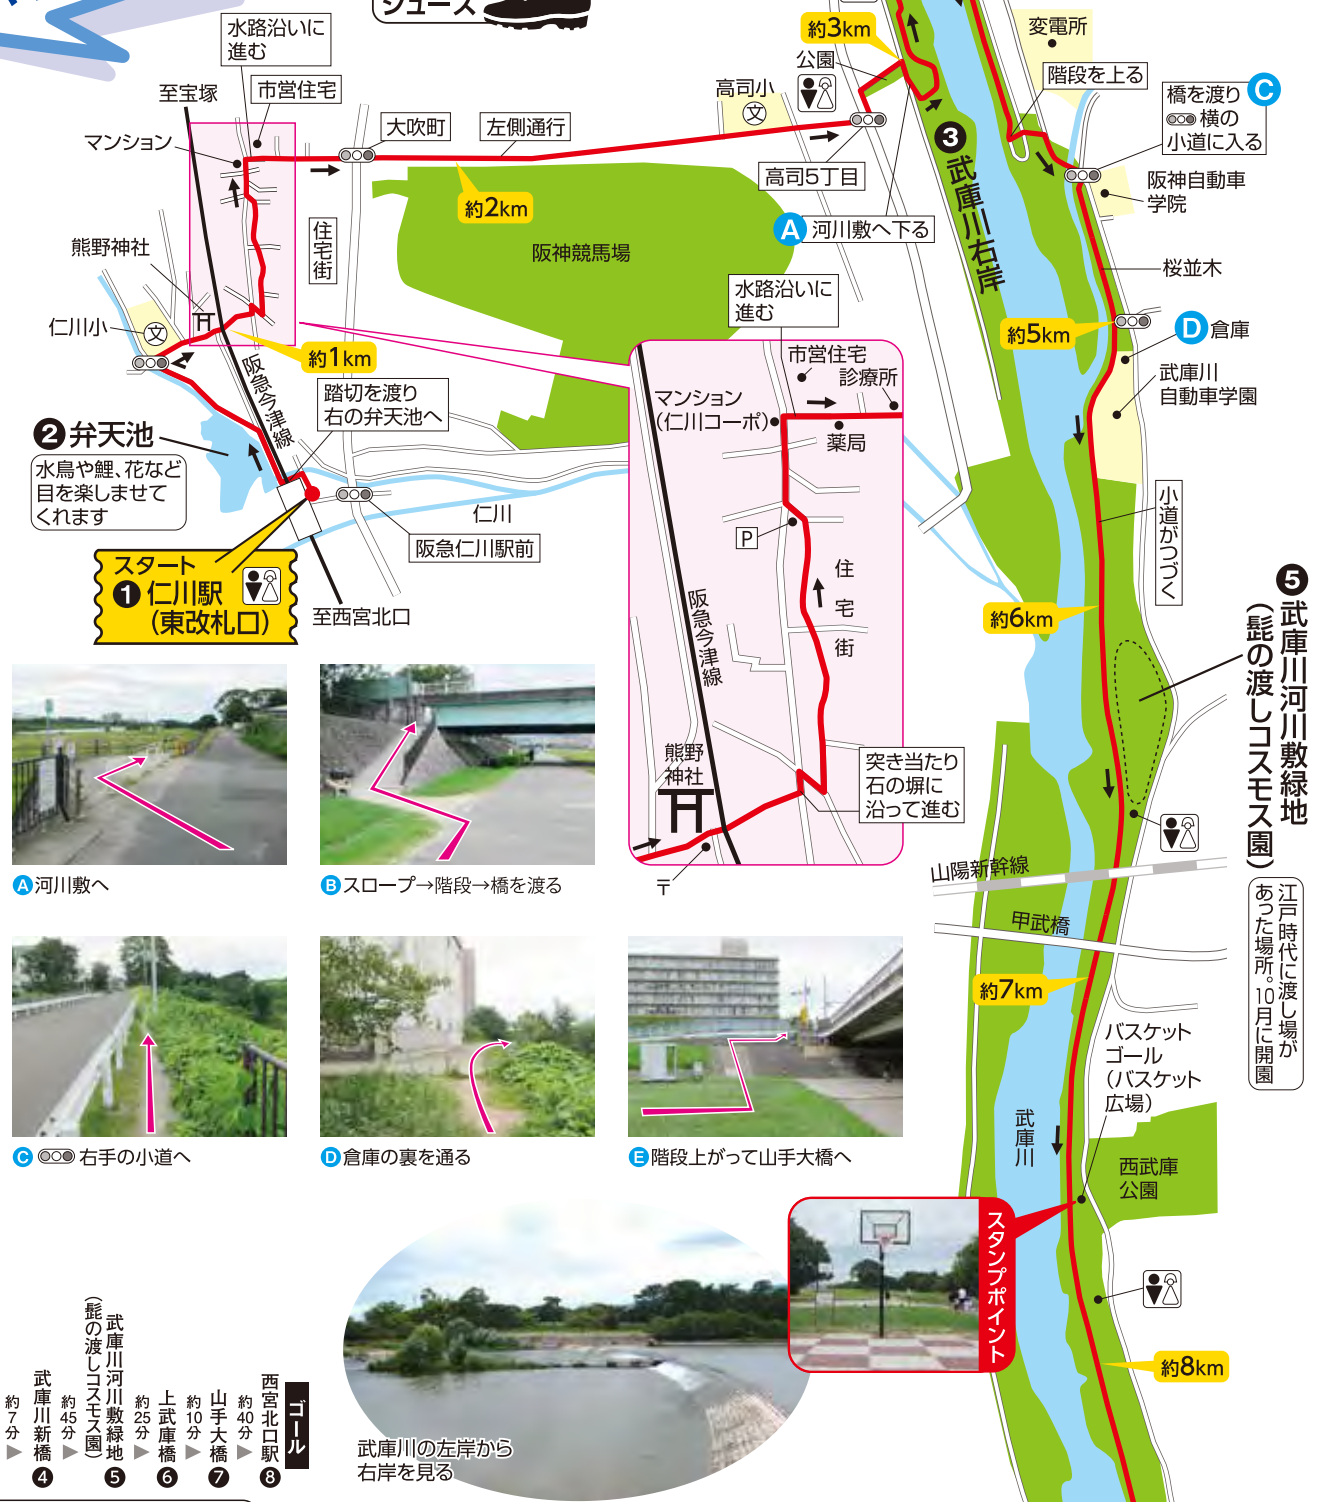 シューズ
水路沿いに
進む
市営住宅
至宝塚
マンション
大吹町
左側通行
約2km
住宅街
熊野神社
仁川小
文
約1km
阪急今津線
踏切を渡り
右の弁天池へ
❷弁天池
水鳥や鯉、花など
目を楽しませて
くれます
スタート
❶仁川駅
(東改札口)
至西宮北口
仁川
阪急仁川駅前
阪神競馬場
高司小
文
公園
約3km
高司5丁目
A 河川敷へ下る
❸武庫川右岸
変電所
階段を上る
橋を渡り
横の
小道に入る
C
阪神自動車
学院
桜並木
約5km
D 倉庫
武庫川
自動車学園
小道がつづく
約6km
❺武庫川河川敷緑地
(髭の渡しコスモス園)
江戸時代に渡し場が
あった場所。10月に開園
水路沿いに
進む
市営住宅
診療所
マンション
(仁川コーポ)
薬局
P
住宅街
阪急今津線
熊野
神社
突き当たり
石の塀に
沿って進む
〒
山陽新幹線
甲武橋
約7km
バスケット
ゴール
(バスケット
広場)
武庫川
西武庫
公園
スタンプポイント
約8km
A 河川敷へ
B スロープ→階段→橋を渡る
C 右手の小道へ
D 倉庫の裏を通る
E 階段上がって山手大橋へ
武庫川の左岸から
右岸を見る
約7分▶
武庫川新橋❹
約45分▶
武庫川河川敷緑地❺
(髭の渡しコスモス園)
約25分▶
上武庫橋❻
約10分▶
山手大橋❼
約40分▶
西宮北口駅❽
ゴール